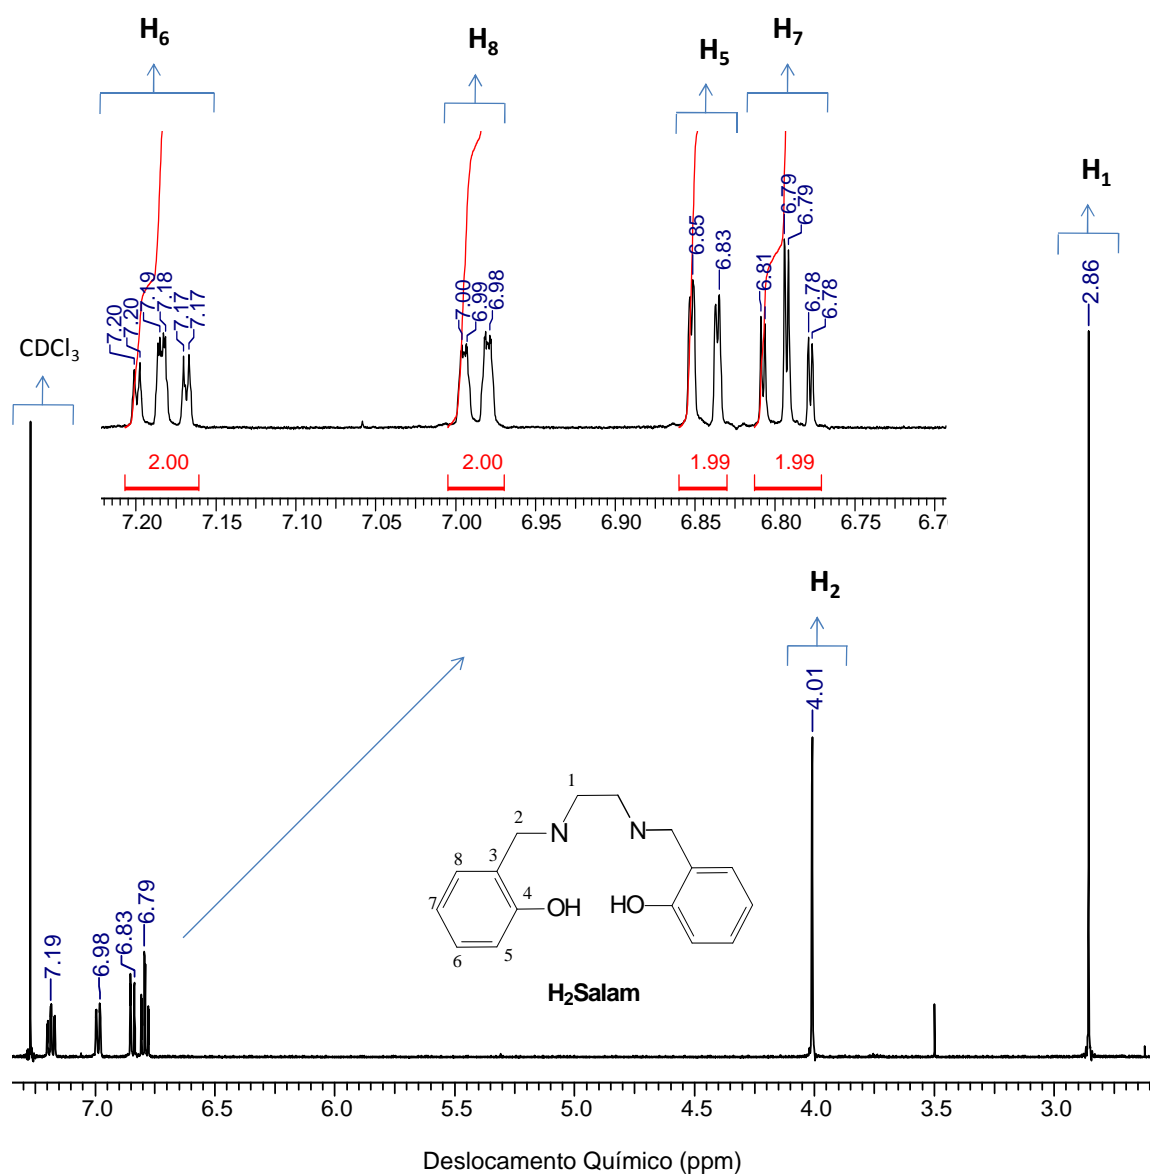 H₆
H₈
H₅
H₇
H₁
CDCl₃
7.20
7.20
7.19
7.18
7.17
7.17
7.00
6.99
6.98
6.85
6.83
6.81
6.79
6.79
6.78
6.78
2.86
2.00
2.00
1.99
1.99
7.20 7.15 7.10 7.05 7.00 6.95 6.90 6.85 6.80 6.75 6.70
H₂
4.01
1
2
N
N
8
3
7
4
OH
HO
6
5
H₂Salam
7.19
6.98
6.83
6.79
7.0 6.5 6.0 5.5 5.0 4.5 4.0 3.5 3.0
Deslocamento Químico (ppm)